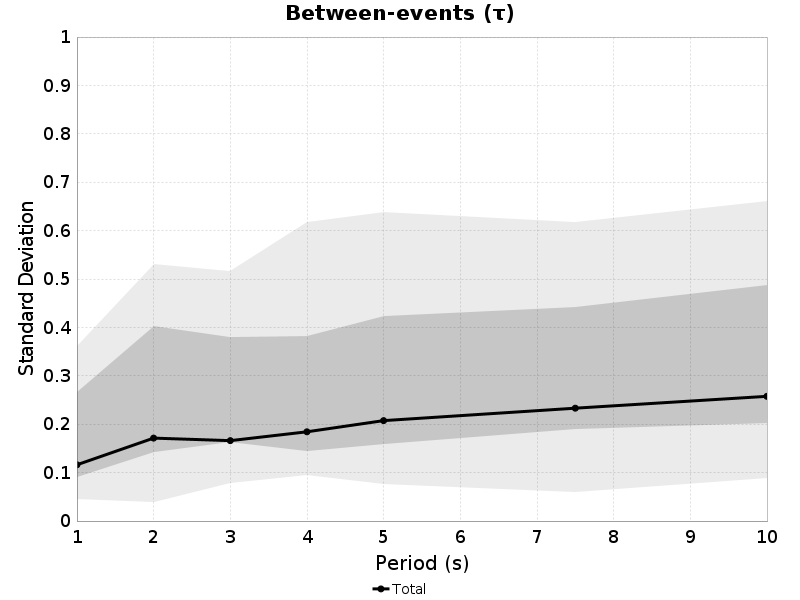 Between-events (τ)
1
0.9
0.8
0.7
0.6
0.5
0.4
0.3
0.2
0.1
0
Standard Deviation
1 2 3 4 5 6 7 8 9 10
Period (s)
Total